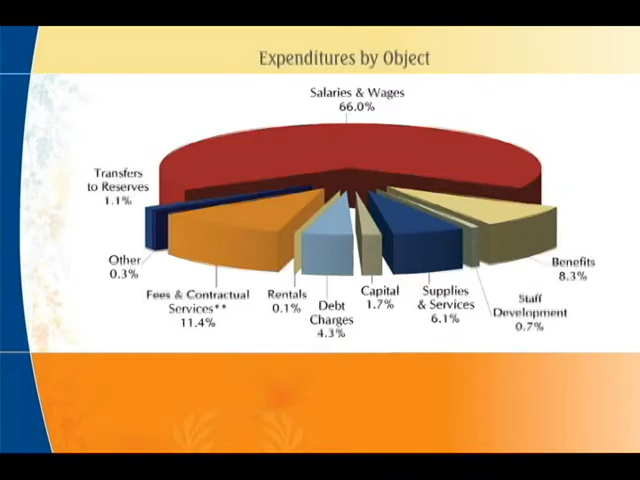 Expenditures by Object
Salaries & Wages
66.0%
Transfers
to Reserves
1.1%
Other
0.3%
Fees & Contractual
Services**
11.4%
Rentals
0.1%
Debt
Charges
4.3%
Capital
1.7%
Supplies
& Services
6.1%
Staff
Development
0.7%
Benefits
8.3%